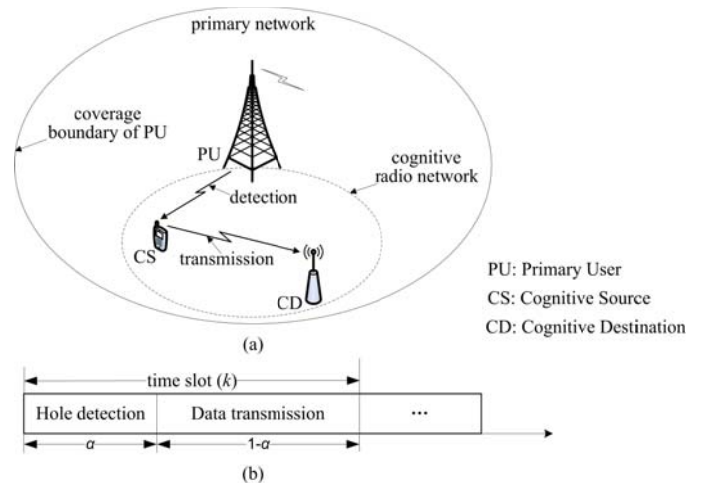 primary network
coverage
boundary of PU
PU
cognitive
radio network
detection
CS
transmission
CD
PU: Primary User
CS: Cognitive Source
CD: Cognitive Destination
(a)
time slot (k)
Hole detection
Data transmission
...
α
1-α
(b)